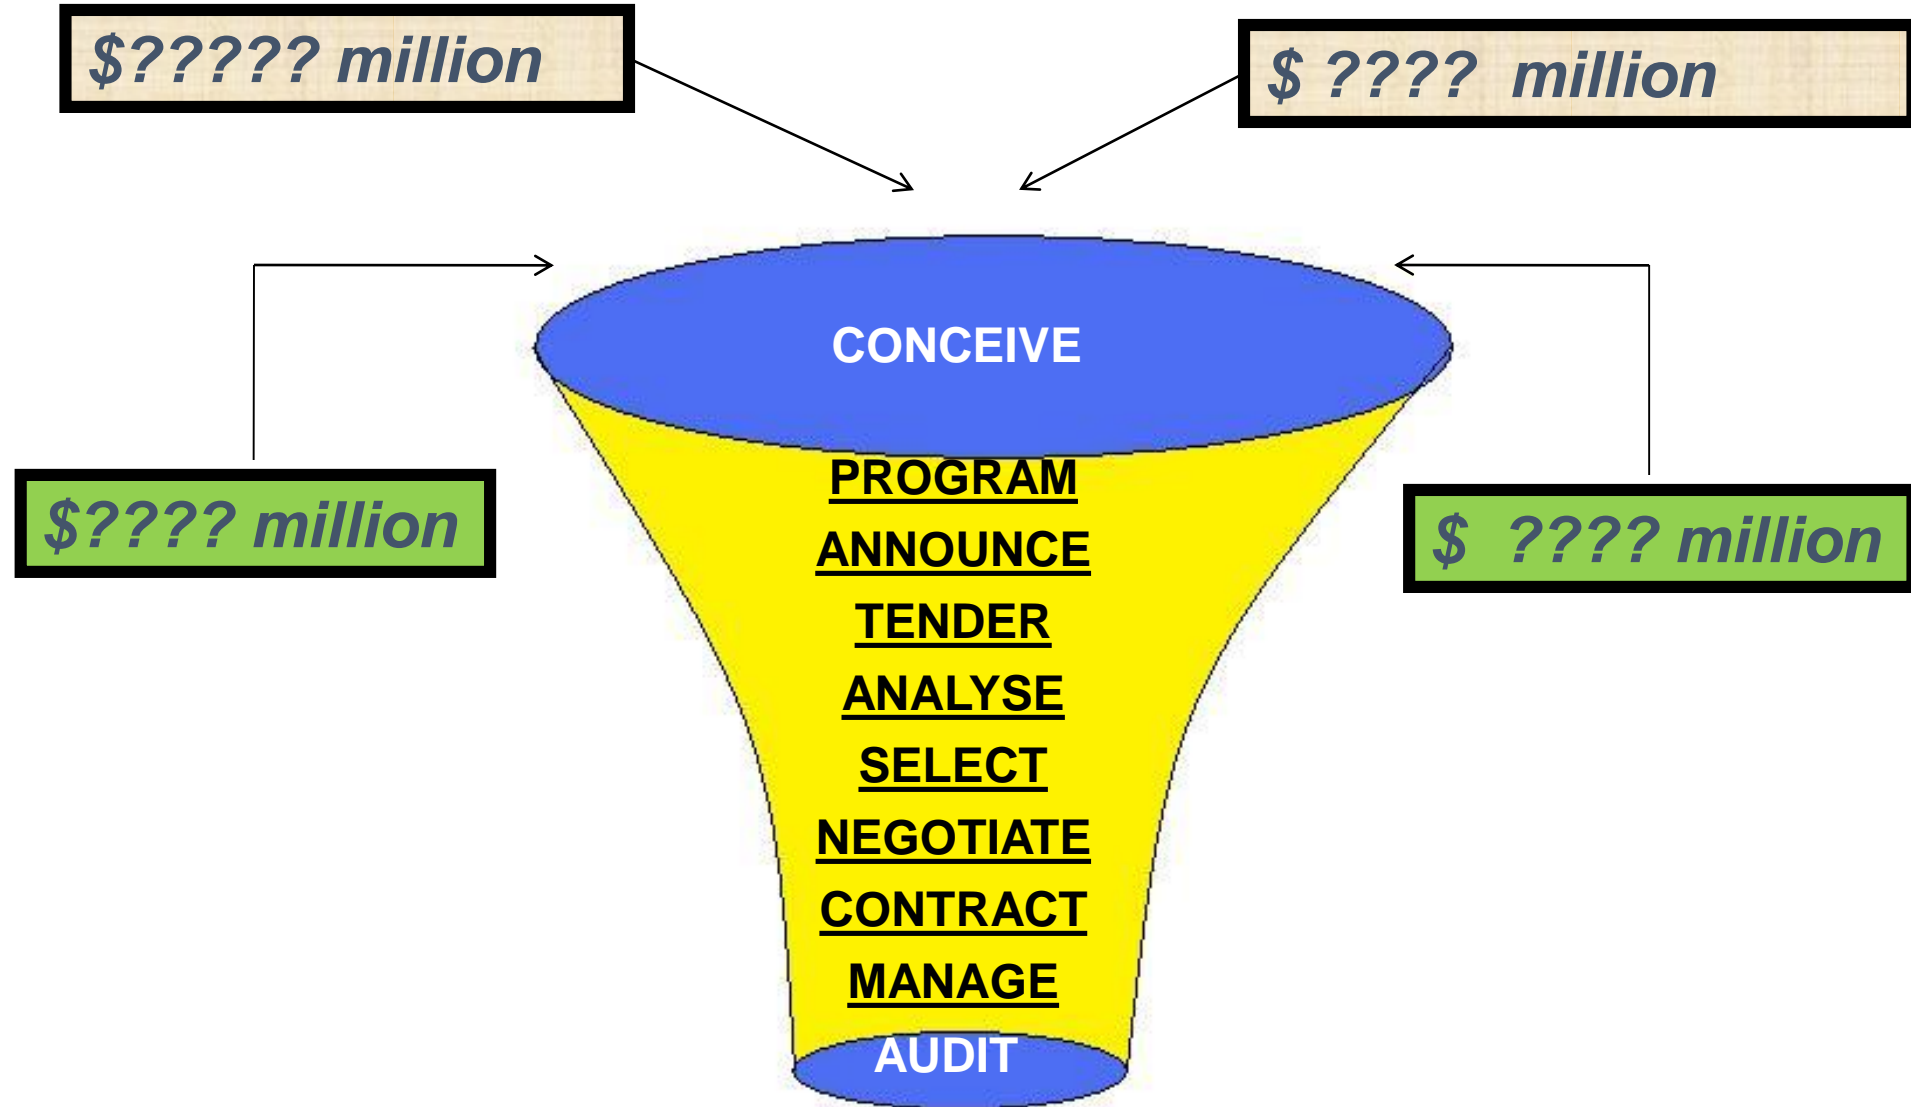 $????? million
$ ???? million
CONCEIVE
PROGRAM
$???? million
$ ???? million
ANNOUNCE
TENDER
ANALYSE
SELECT
NEGOTIATE
CONTRACT
MANAGE
AUDIT